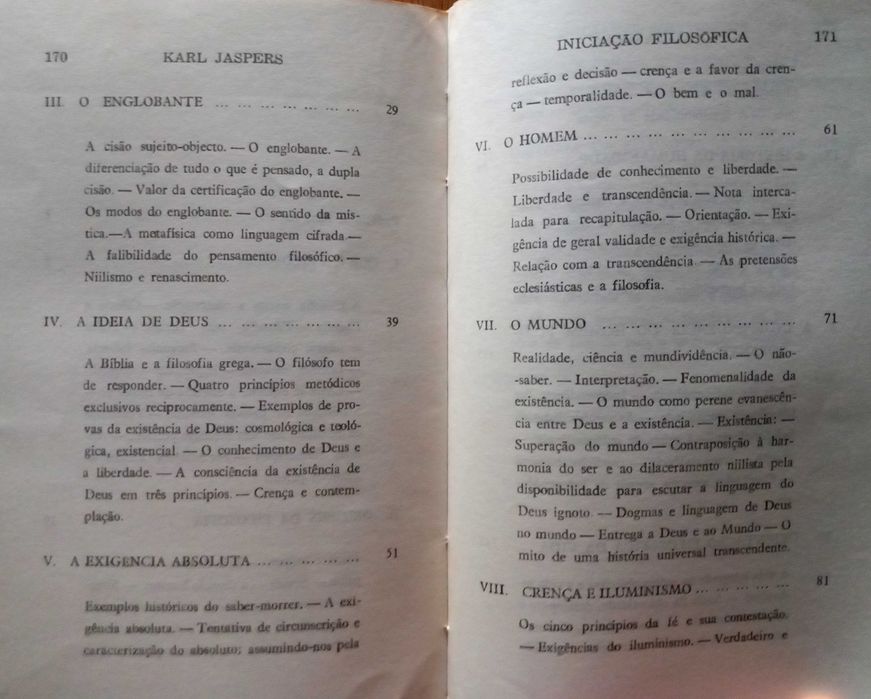 170 KARL JASPERS
III. O ENGLOBANTE ... ... ... ... ... ... 29
A cisão sujeito-objecto. — O englobante. — A
diferenciação de tudo o que é pensado, a dupla
cisão. — Valor da certificação do englobante. —
Os modos do englobante. — O sentido da mís-
tica.—A metafísica como linguagem cifrada.—
A falibilidade do pensamento filosófico. —
Niilismo e renascimento.
IV. A IDEIA DE DEUS ... ... ... ... ... ... 39
A Bíblia e a filosofia grega. — O filósofo tem
de responder. — Quatro princípios metódicos
exclusivos reciprocamente. — Exemplos de pro-
vas da existência de Deus: cosmológica e teoló-
gica, existencial. — O conhecimento de Deus e
a liberdade. — A consciência da existência de
Deus em três princípios. — Crença e contem-
plação.
V. A EXIGENCIA ABSOLUTA ... ... ... ... ... 51
Exemplos históricos do saber-morrer. — A exi-
gência absoluta. — Tentativa de circunscrição e
caracterização do absoluto; assumindo-nos pela
INICIAÇÃO FILOSÓFICA 171
reflexão e decisão — crença e a favor da cren-
ça — temporalidade. — O bem e o mal.
VI. O HOMEM ... ... ... ... ... ... ... ... ... ... 61
Possibilidade de conhecimento e liberdade. —
Liberdade e transcendência. — Nota interca-
lada para recapitulação. — Orientação. — Exi-
gência de geral validade e exigência histórica. —
Relação com a transcendência. — As pretensões
eclesiásticas e a filosofia.
VII. O MUNDO ... ... ... ... ... ... ... ... ... 71
Realidade, ciência e mundividência. — O não-
-saber. — Interpretação. — Fenomenalidade da
existência. — O mundo como perene evanescên-
cia entre Deus e a existência. — Existência: —
Superação do mundo — Contraposição à har-
monia do ser e ao dilaceramento niilista pela
disponibilidade para escutar a linguagem do
Deus ignoto. — Dogmas e linguagem de Deus
no mundo — Entrega a Deus e ao Mundo — O
mito de uma história universal transcendente.
VIII. CRENÇA E ILUMINISMO ... ... ... ... ... 81
Os cinco princípios da fé e sua contestação.
— Exigências do iluminismo. — Verdadeiro e